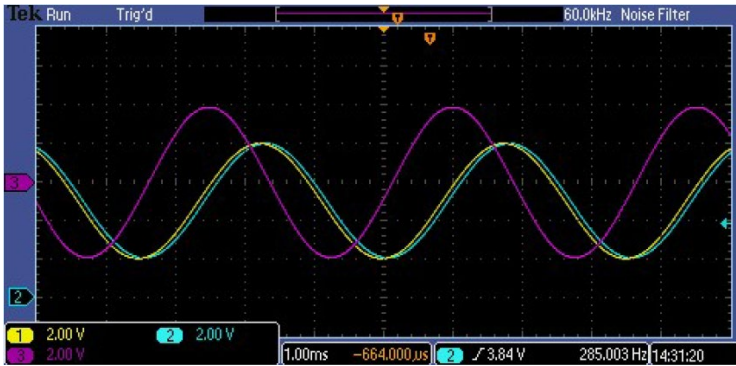 Tek Run Trig'd 60.0kHz Noise Filter
T
T
3
2
1 2.00 V 2 2.00 V
3 2.00 V
1.00ms -664.000µs 2 / 3.84 V 285.003 Hz 14:31:20